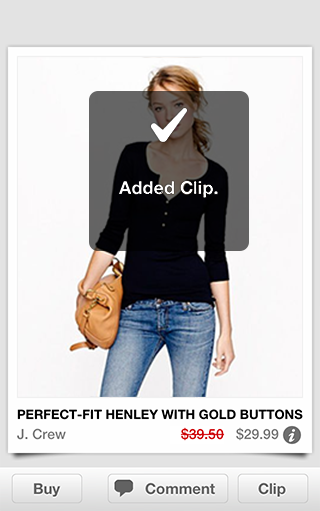 Added Clip.
PERFECT-FIT HENLEY WITH GOLD BUTTONS
J. Crew $39.50 $29.99 i
Buy Comment Clip